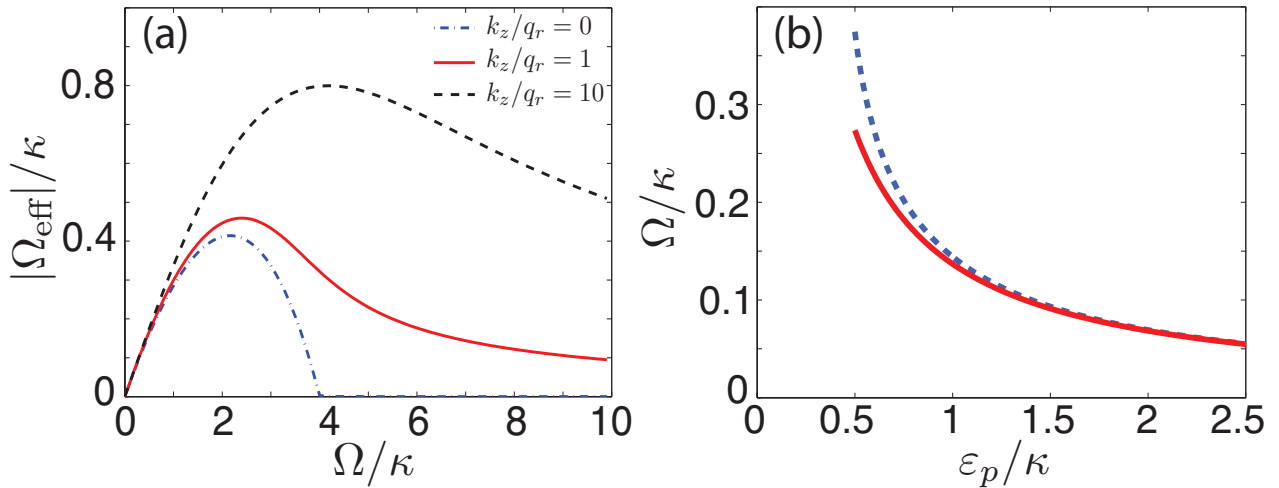 (a)
k_z/q_r = 0
k_z/q_r = 1
k_z/q_r = 10
|Ω_eff|/κ
0.8
0.4
0
0 2 4 6 8 10
Ω/κ
(b)
Ω/κ
0.3
0.2
0.1
0
0 0.5 1 1.5 2 2.5
ε_p/κ